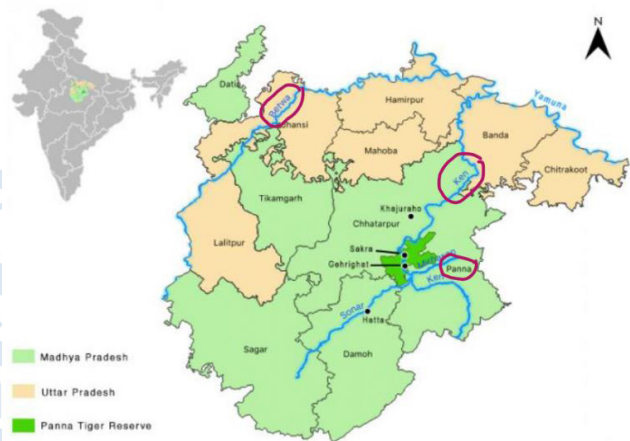 N
Datia
Betwa
Jhansi
Hamirpur
Yamuna
Banda
Mahoba
Chitrakoot
Ken
Tikamgarh
Khajuraho
Chhatarpur
Lalitpur
Sakra
Gehrighat
Panna
Ken
Sonar
Hatta
Sagar
Damoh
Madhya Pradesh
Uttar Pradesh
Panna Tiger Reserve